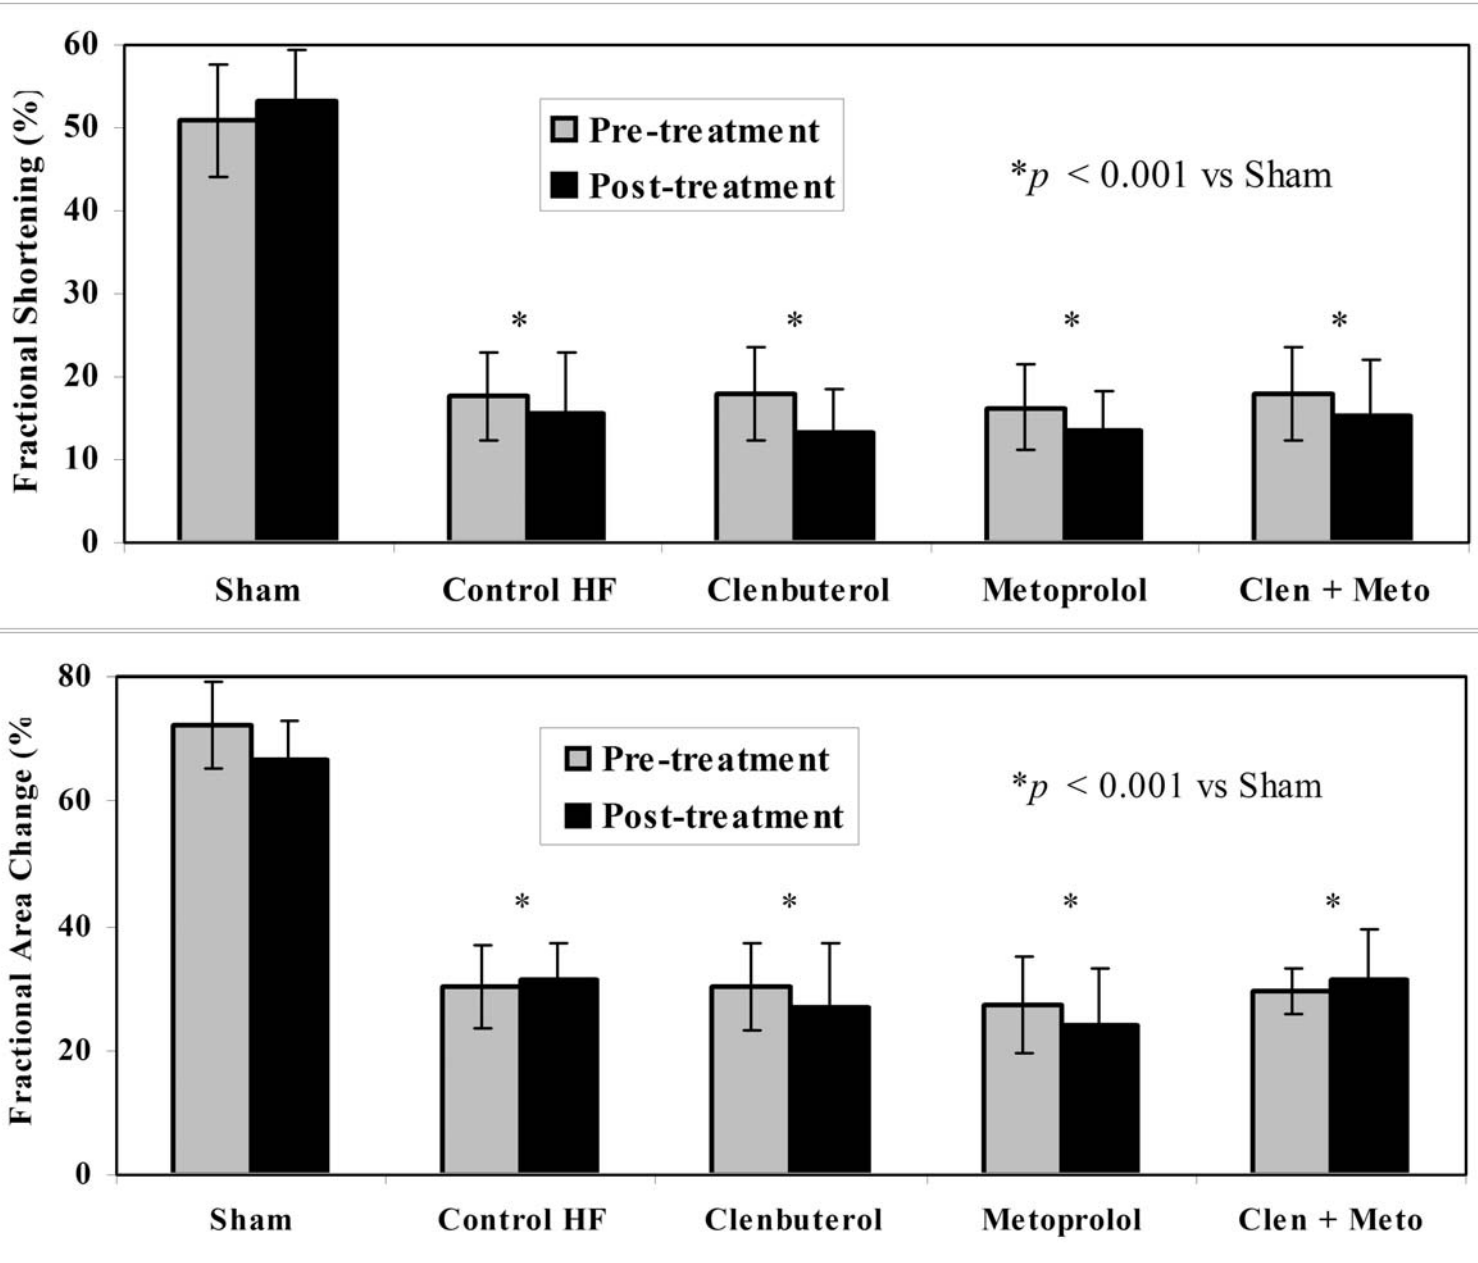 Fractional Shortening (%)
60
50
40
30
20
10
0
Pre-treatment
Post-treatment
*p < 0.001 vs Sham
* * * *
Sham Control HF Clenbuterol Metoprolol Clen + Meto
Fractional Area Change (%
80
60
40
20
0
Pre-treatment
Post-treatment
*p < 0.001 vs Sham
* * * *
Sham Control HF Clenbuterol Metoprolol Clen + Meto